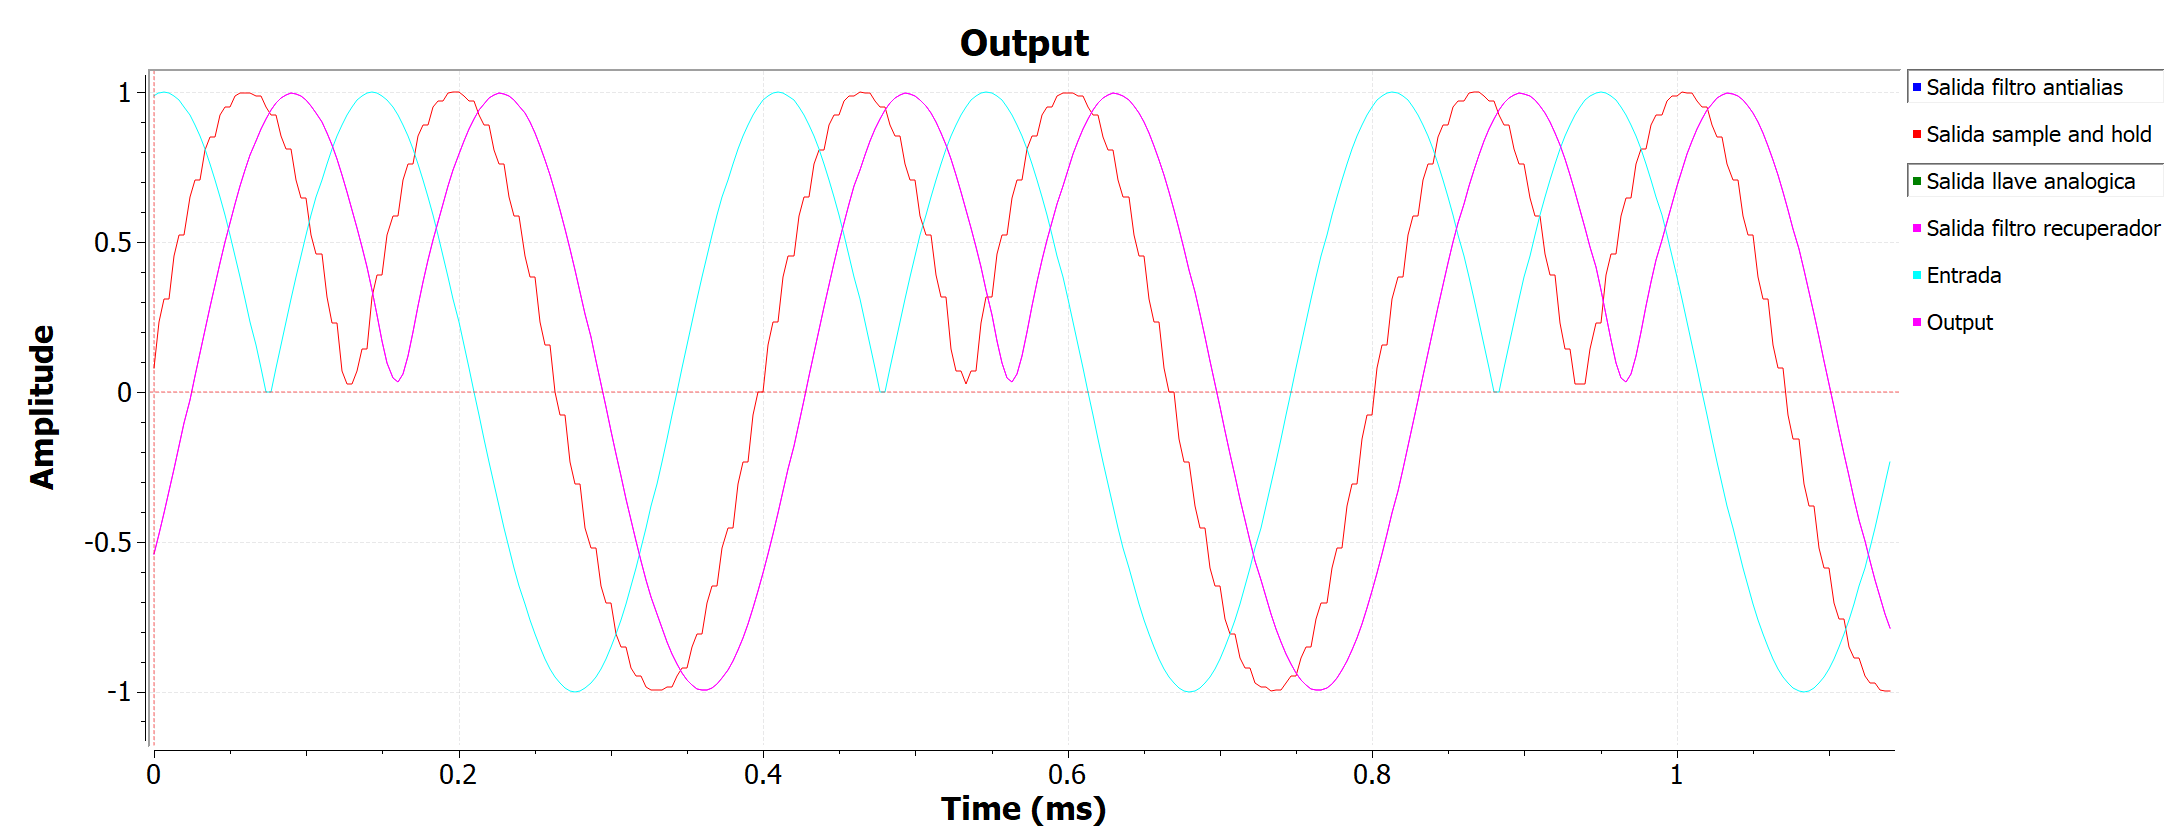 Output
Salida filtro antialias
Salida sample and hold
Salida llave analogica
Salida filtro recuperador
Entrada
Output
Amplitude
1
0.5
0
-0.5
-1
0 0.2 0.4 0.6 0.8 1
Time (ms)